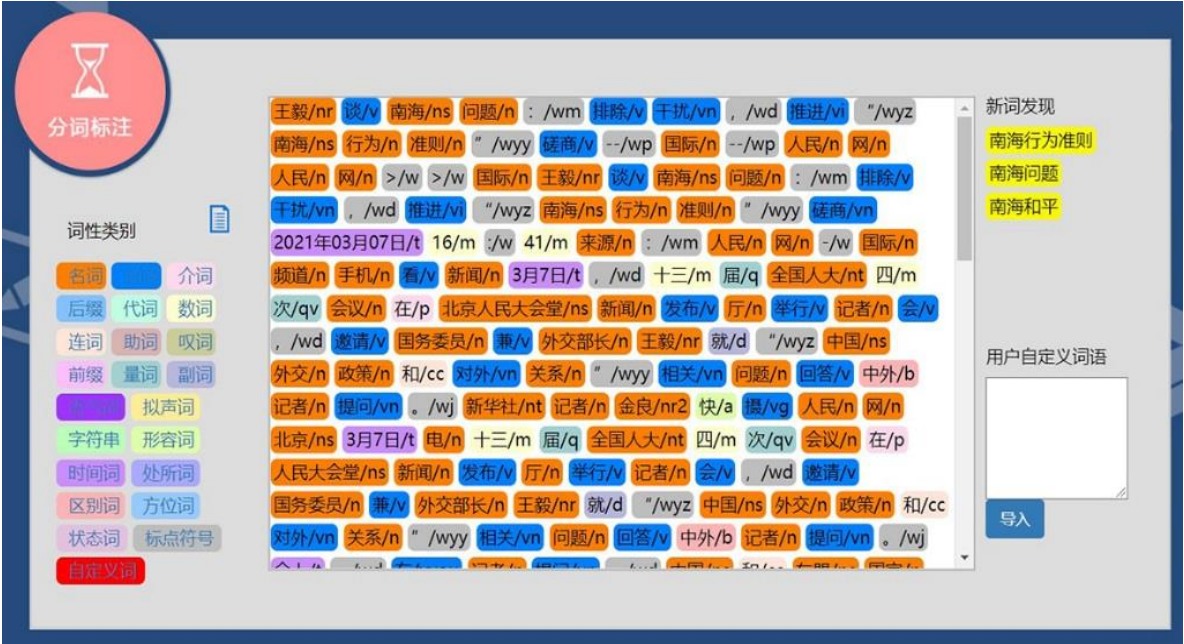 分词标注
词性类别
名词 动词 介词
后缀 代词 数词
连词 助词 叹词
前缀 量词 副词
拟声词
字符串 形容词
时间词 处所词
区别词 方位词
状态词 标点符号
自定义词
王毅/nr 谈/v 南海/ns 问题/n ：/wm 排除/v 干扰/vn ，/wd 推进/vi “/wyz
南海/ns 行为/n 准则/n ”/wyy 磋商/v --/wp 国际/n --/wp 人民/n 网/n
人民/n 网/n >/w >/w 国际/n 王毅/nr 谈/v 南海/ns 问题/n ：/wm 排除/v
干扰/vn ，/wd 推进/vi “/wyz 南海/ns 行为/n 准则/n ”/wyy 磋商/vn
2021年03月07日/t 16/m :/w 41/m 来源/n ：/wm 人民/n 网/n -/w 国际/n
频道/n 手机/n 看/v 新闻/n 3月7日/t ，/wd 十三/m 届/q 全国人大/nt 四/m
次/qv 会议/n 在/p 北京人民大会堂/ns 新闻/n 发布/v 厅/n 举行/v 记者/n 会/v
，/wd 邀请/v 国务委员/n 兼/v 外交部长/n 王毅/nr 就/d “/wyz 中国/ns
外交/n 政策/n 和/cc 对外/vn 关系/n ”/wyy 相关/vn 问题/n 回答/v 中外/b
记者/n 提问/vn 。/wj 新华社/nt 记者/n 金良/nr2 快/a 摄/vg 人民/n 网/n
北京/ns 3月7日/t 电/n 十三/m 届/q 全国人大/nt 四/m 次/qv 会议/n 在/p
人民大会堂/ns 新闻/n 发布/v 厅/n 举行/v 记者/n 会/v ，/wd 邀请/v
国务委员/n 兼/v 外交部长/n 王毅/nr 就/d “/wyz 中国/ns 外交/n 政策/n 和/cc
对外/vn 关系/n ”/wyy 相关/vn 问题/n 回答/v 中外/b 记者/n 提问/vn 。/wj
新词发现
南海行为准则
南海问题
南海和平
用户自定义词语
导入